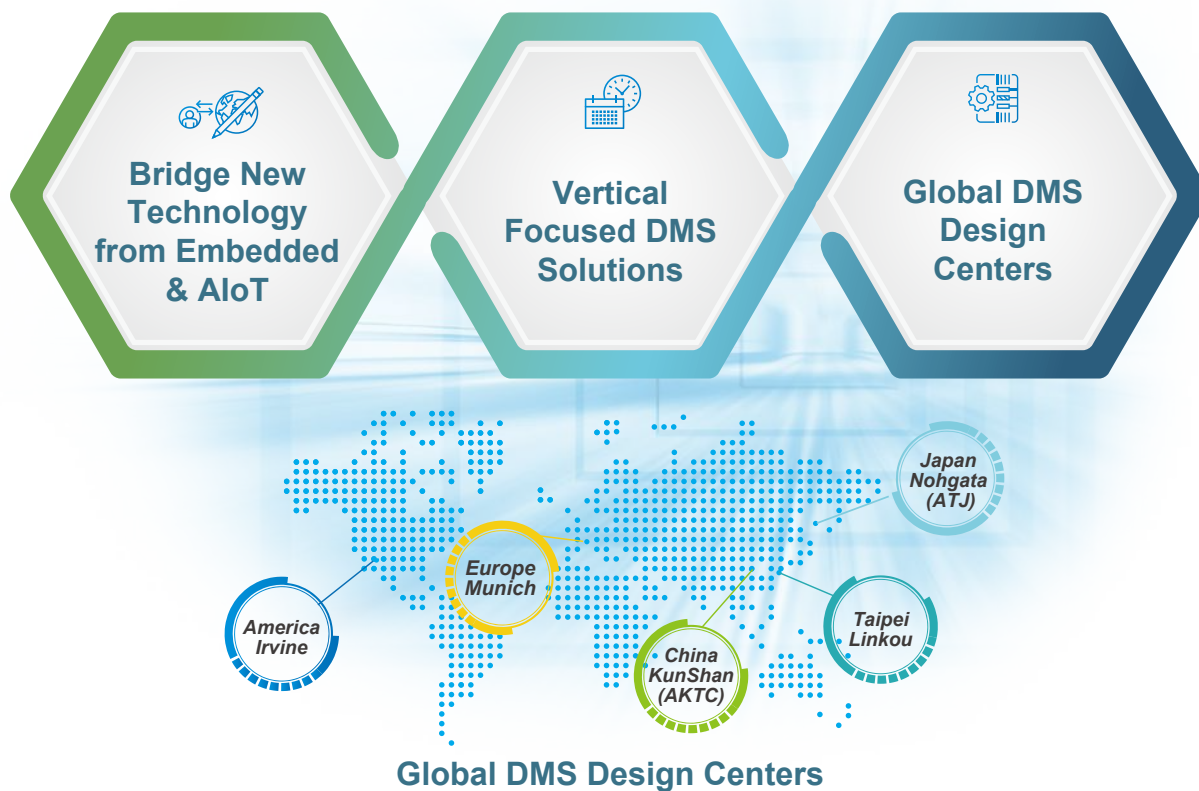 Bridge New
Technology
from Embedded
& AIoT
Vertical
Focused DMS
Solutions
Global DMS
Design
Centers
Japan
Nohgata
(ATJ)
Europe
Munich
America
Irvine
Taipei
Linkou
China
KunShan
(AKTC)
Global DMS Design Centers